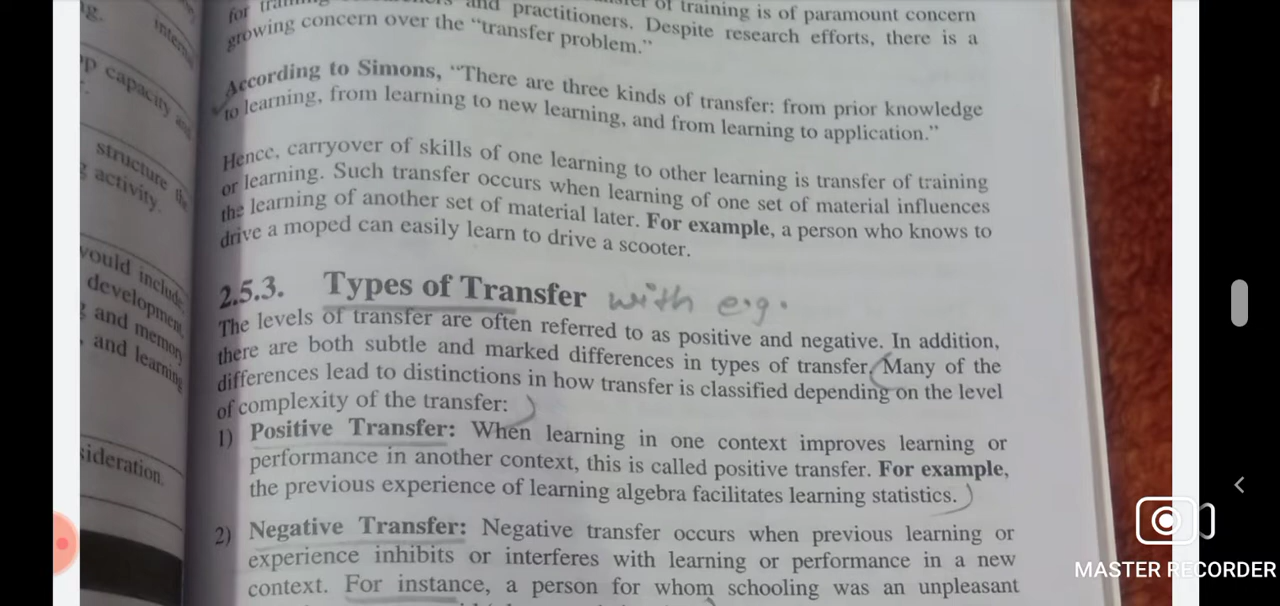 g.
interna
p capacity and
structure the
g activity.
would include
development,
g and memory
, and learning
sideration.
for and practitioners. Despite of training is of paramount concern
growing concern over the “transfer problem.” research efforts, there is a
According to Simons, “There are three kinds of transfer: from prior knowledge
to learning, from learning to new learning, and from learning to application.”
Hence, carryover of skills of one learning to other learning is transfer of training
or learning. Such transfer occurs when learning of one set of material influences
the learning of another set of material later. For example, a person who knows to
drive a moped can easily learn to drive a scooter.
2.5.3. Types of Transfer with e.g.
The levels of transfer are often referred to as positive and negative. In addition,
there are both subtle and marked differences in types of transfer. Many of the
differences lead to distinctions in how transfer is classified depending on the level
of complexity of the transfer:
1) Positive Transfer: When learning in one context improves learning or
performance in another context, this is called positive transfer. For example,
the previous experience of learning algebra facilitates learning statistics.
2) Negative Transfer: Negative transfer occurs when previous learning or
experience inhibits or interferes with learning or performance in a new
context. For instance, a person for whom schooling was an unpleasant
MASTER RECORDER